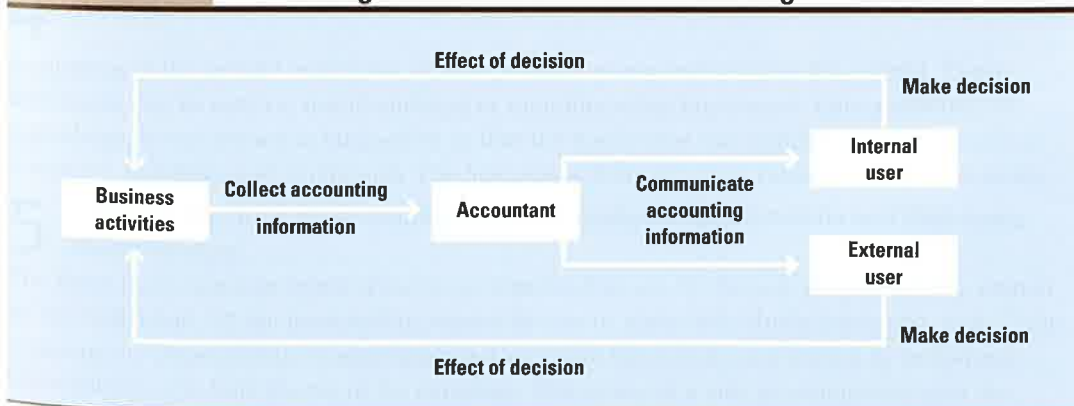 Effect of decision
Make decision
Internal
user
Business
activities
Collect accounting
information
Accountant
Communicate
accounting
information
External
user
Make decision
Effect of decision